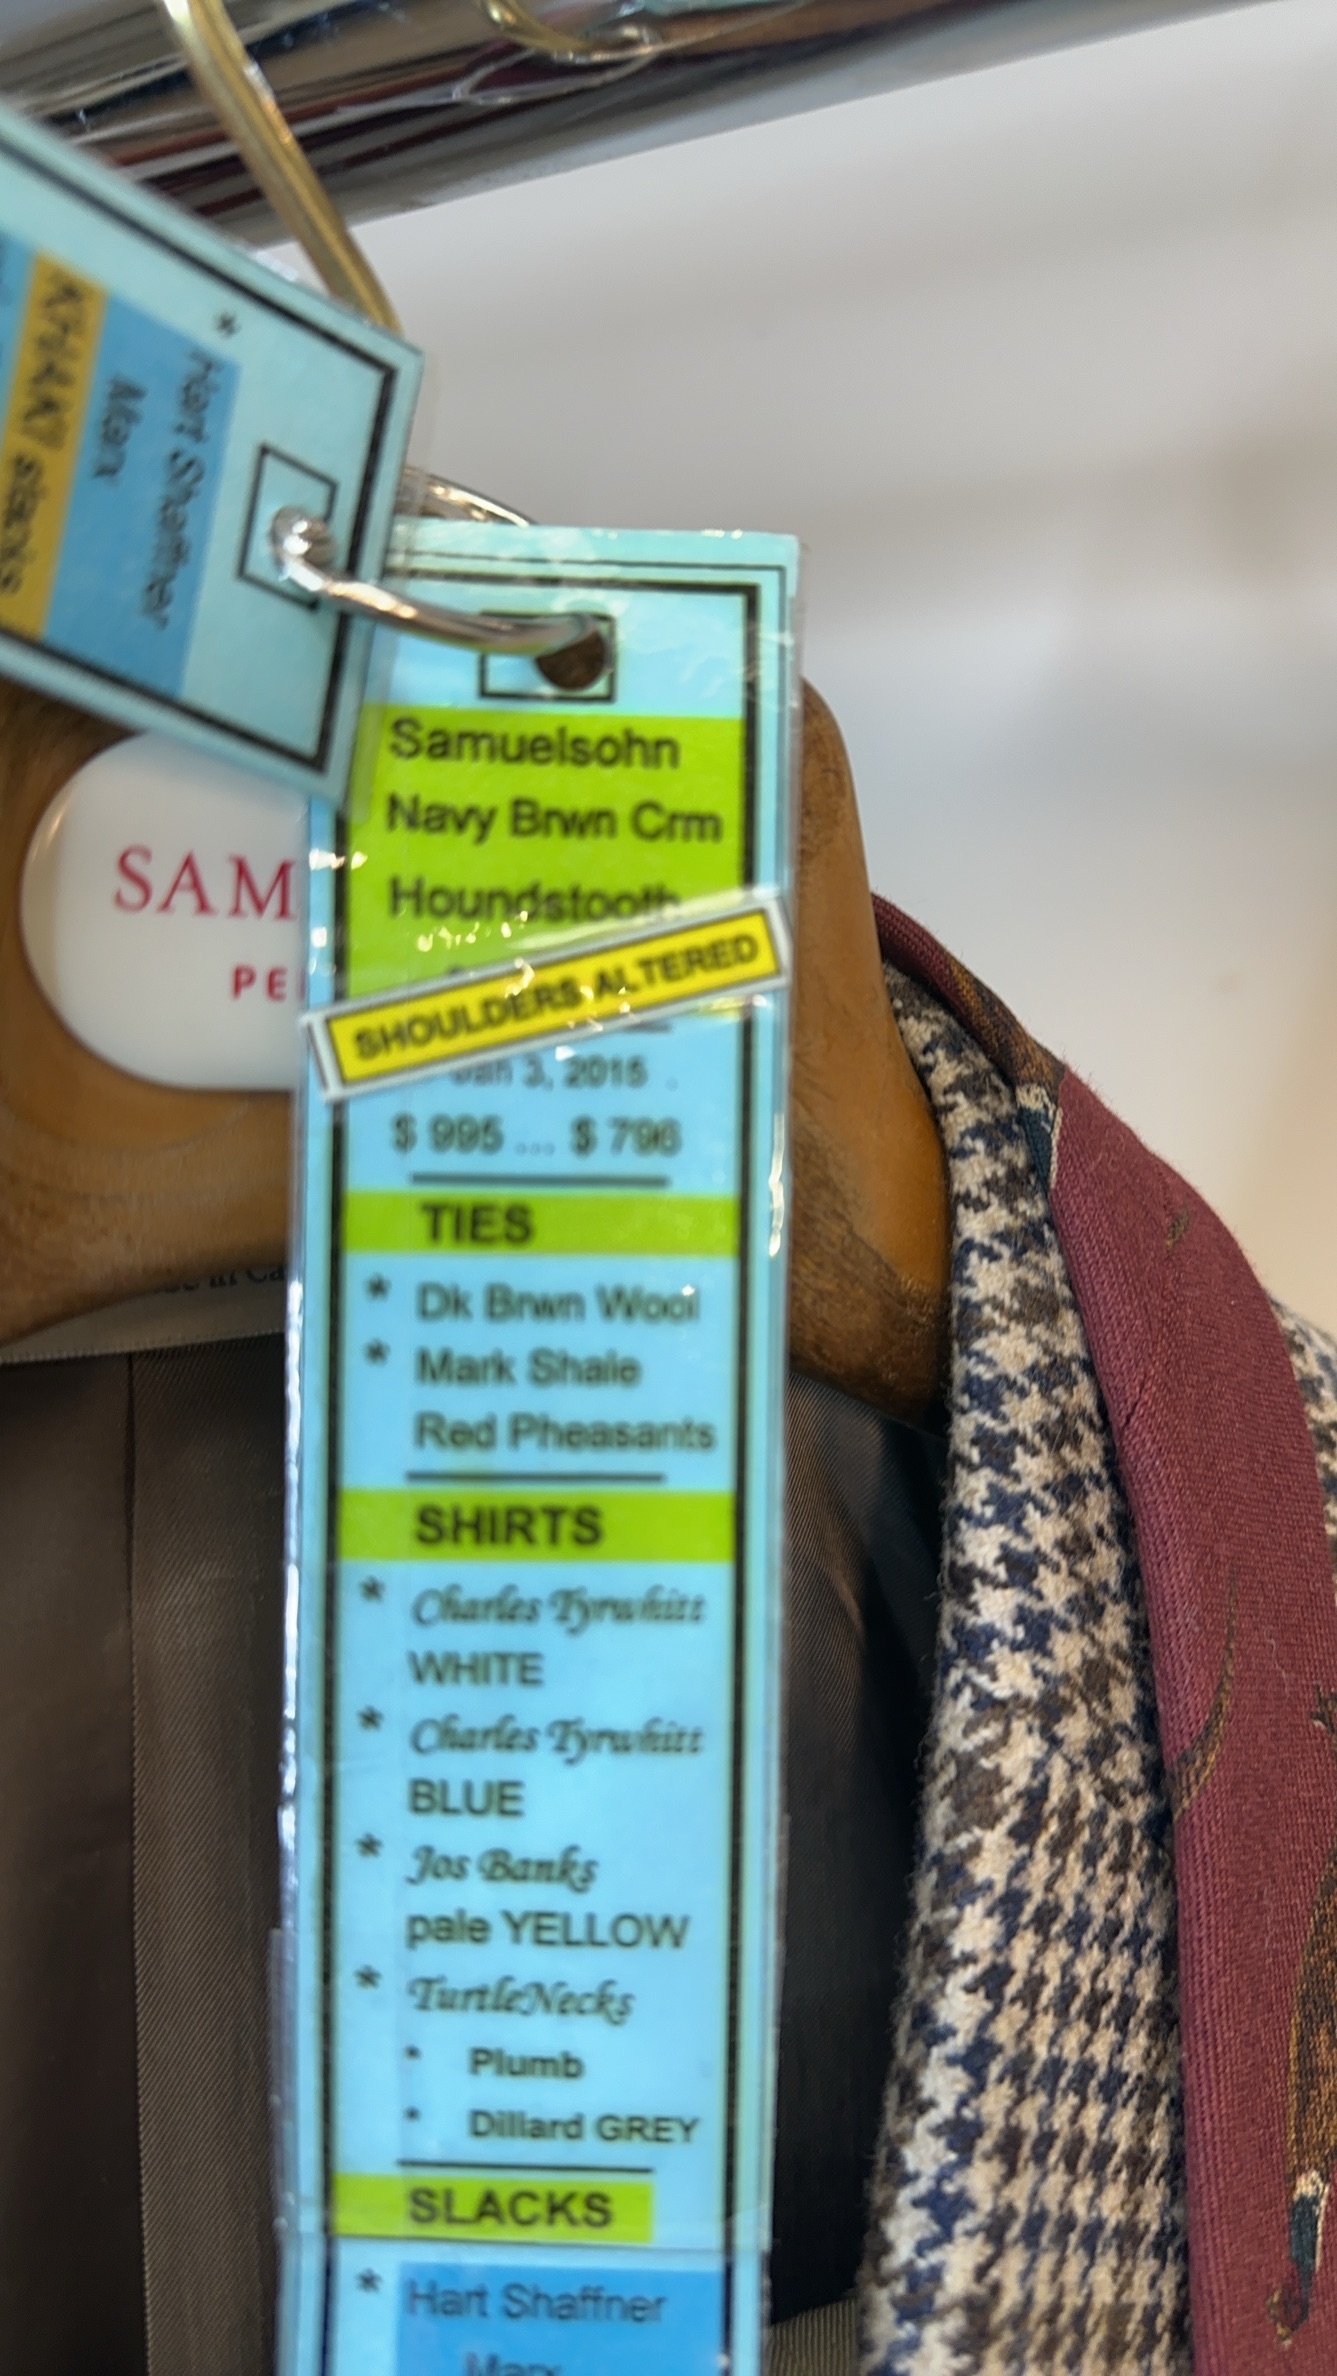 * Hart Shaffner
Marx
KHAKI slacks
SAM
PE
Samuelsohn
Navy Brwn Crm
Houndstooth
SHOULDERS ALTERED
Jan 3, 2015
$ 995 ... $ 796
TIES
* Dk Brwn Wool
* Mark Shale
Red Pheasants
SHIRTS
* Charles Tyrwhitt
WHITE
* Charles Tyrwhitt
BLUE
* Jos Banks
pale YELLOW
* TurtleNecks
* Plumb
* Dillard GREY
SLACKS
* Hart Shaffner
Marx